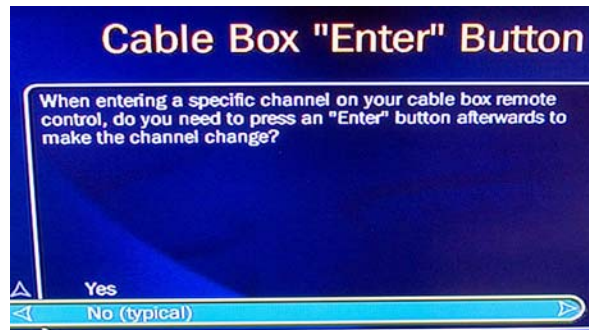 Cable Box "Enter" Button
When entering a specific channel on your cable box remote
control, do you need to press an "Enter" button afterwards to
make the channel change?
Yes
No (typical)